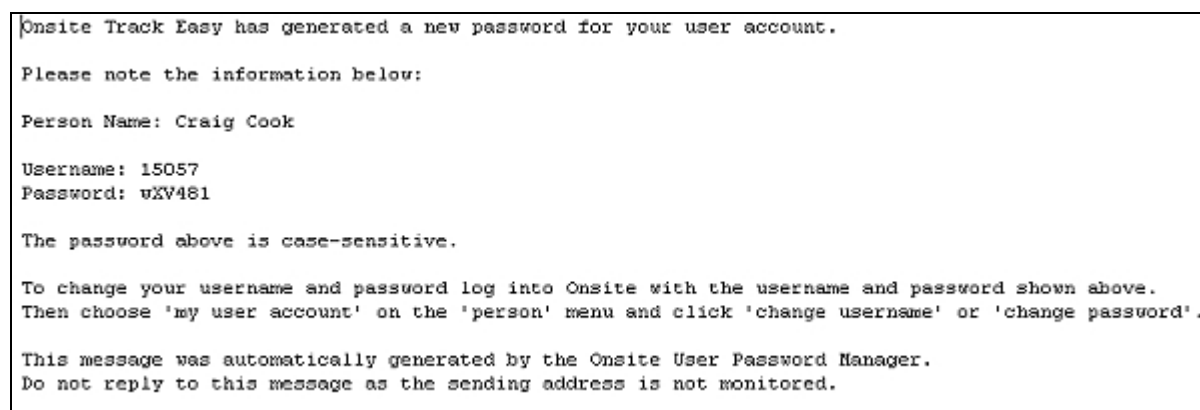 Onsite Track Easy has generated a new password for your user account.
Please note the information below:
Person Name: Craig Cook
Username: 15057
Password: wXV481
The password above is case-sensitive.
To change your username and password log into Onsite with the username and password shown above.
Then choose 'my user account' on the 'person' menu and click 'change username' or 'change password'.
This message was automatically generated by the Onsite User Password Manager.
Do not reply to this message as the sending address is not monitored.